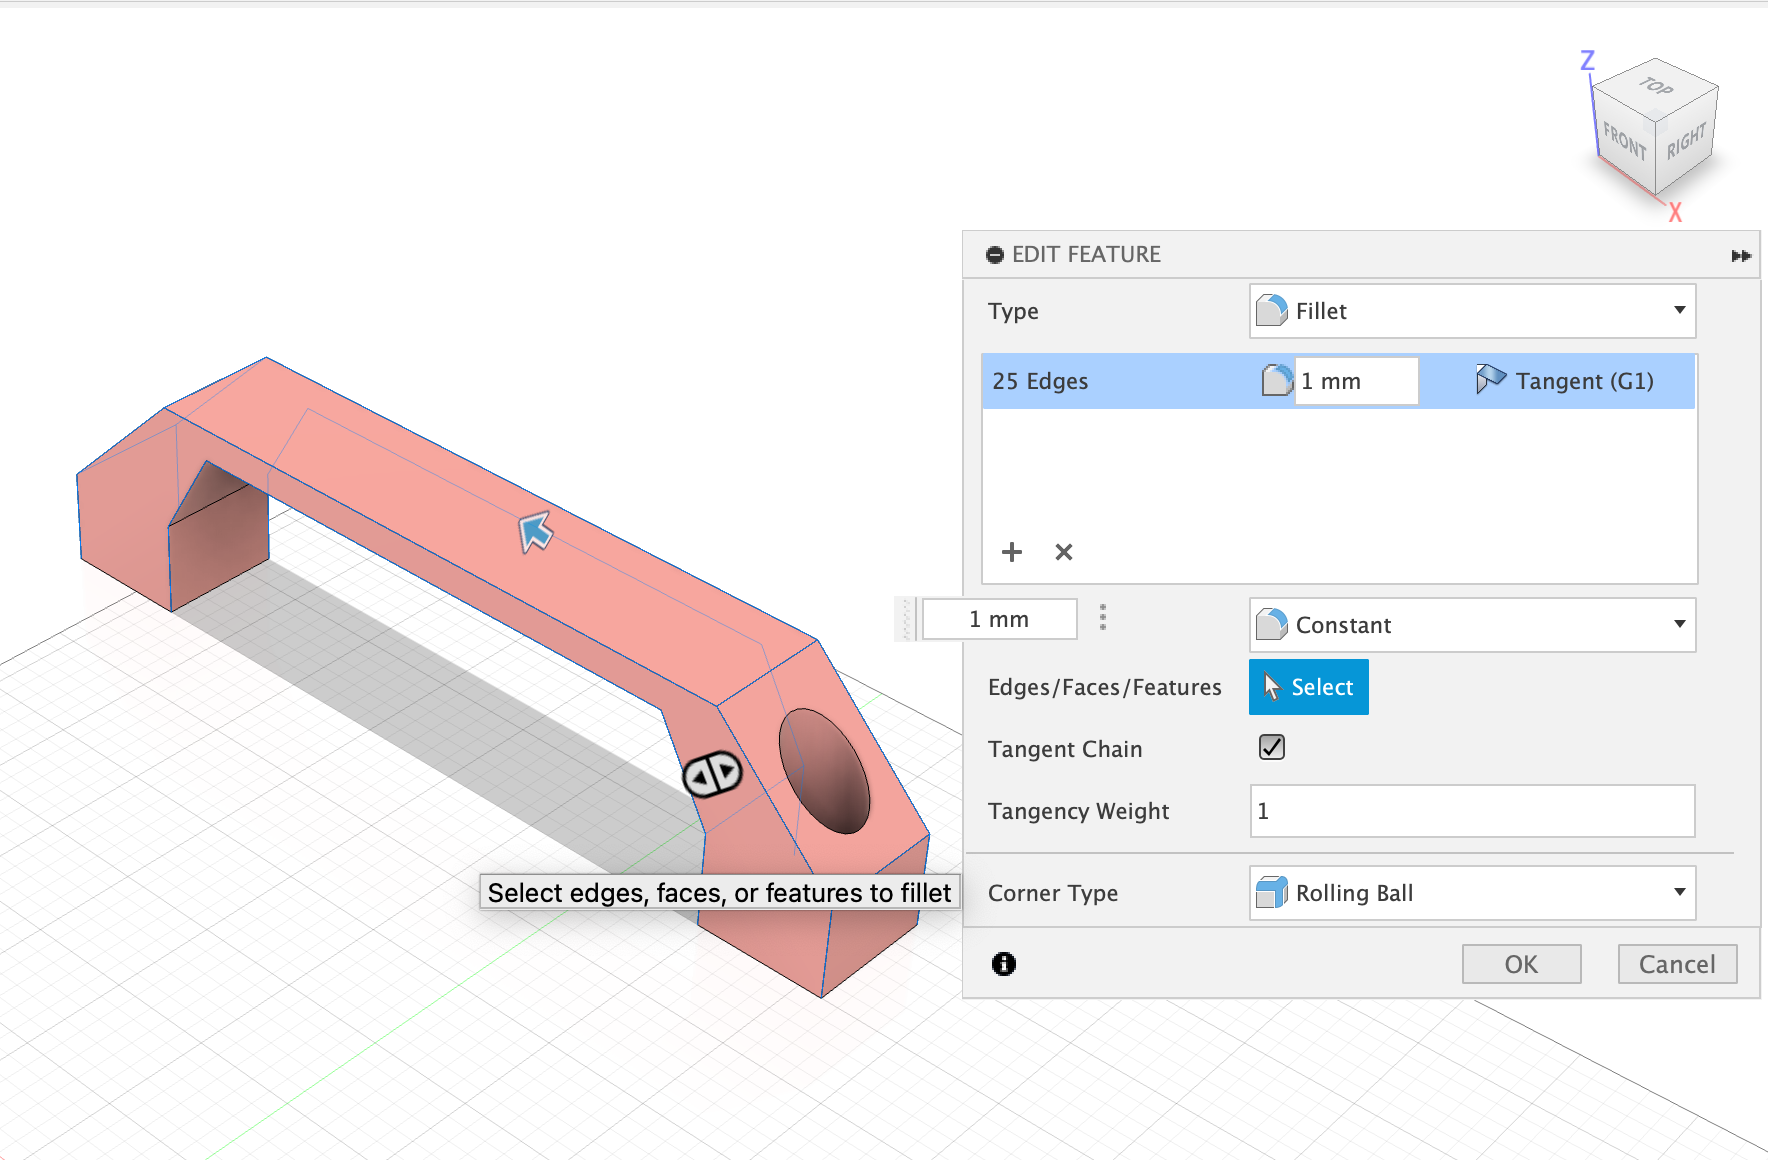 Z
TOP
FRONT
RIGHT
X
EDIT FEATURE
Type
Fillet
25 Edges
1 mm
Tangent (G1)
1 mm
Constant
Edges/Faces/Features
Select
Tangent Chain
Tangency Weight
1
Select edges, faces, or features to fillet
Corner Type
Rolling Ball
OK
Cancel